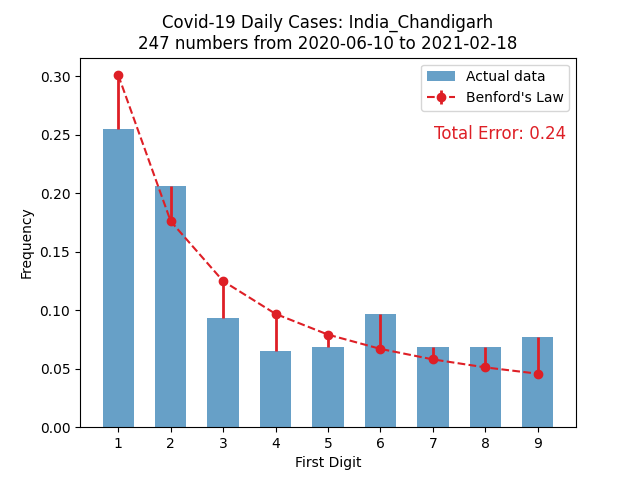 Covid-19 Daily Cases: India_Chandigarh
247 numbers from 2020-06-10 to 2021-02-18
Actual data
Benford's Law
Total Error: 0.24
Frequency
0.30
0.25
0.20
0.15
0.10
0.05
0.00
1 2 3 4 5 6 7 8 9
First Digit